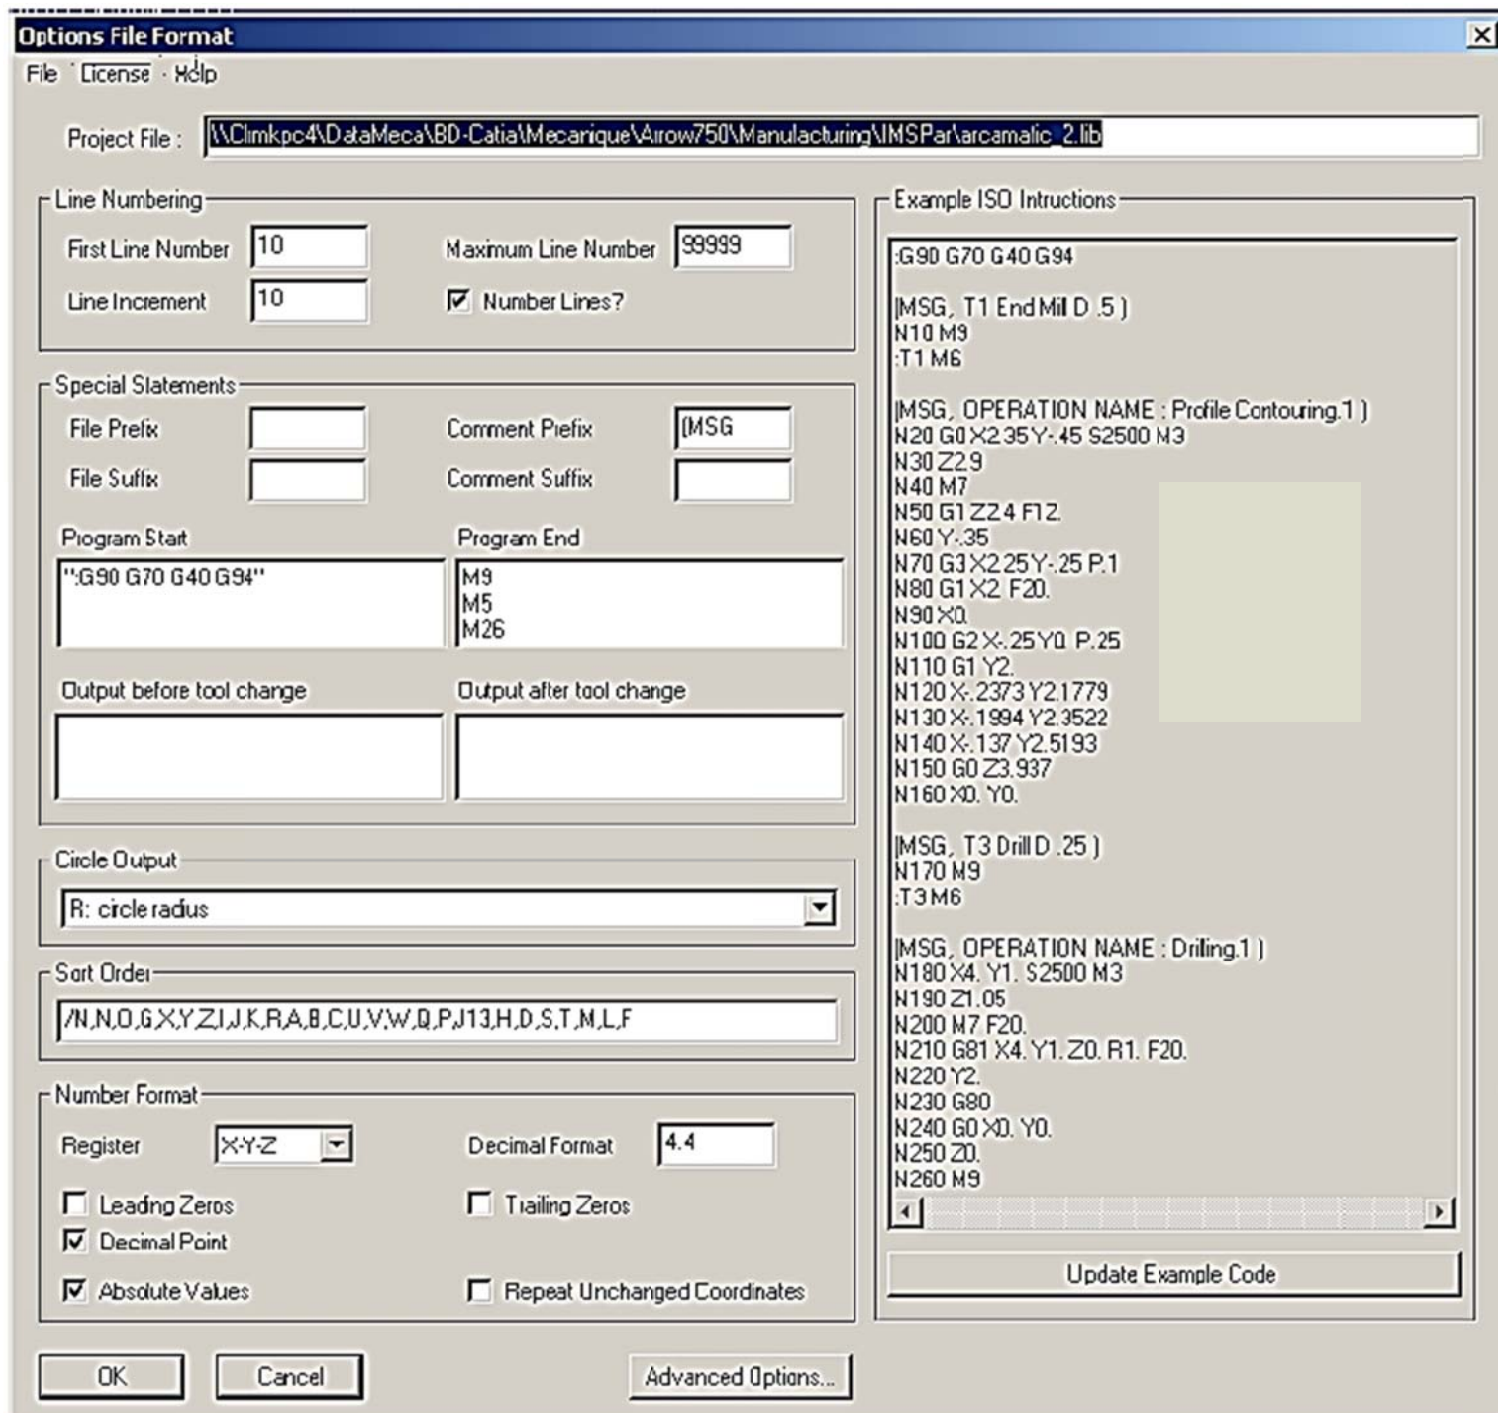 Options File Format
File License Help
Project File : \\Climkpc4\DataMeca\BD-Catia\Mecanique\Arrow750\Manufacturing\IMSPar\arcamatic_2.lib
Line Numbering
First Line Number 10 Maximum Line Number 99999
Line Increment 10 Number Lines?
Special Statements
File Prefix Comment Prefix (MSG
File Suffix Comment Suffix
Program Start Program End
":G90 G70 G40 G94"
M9
M5
M26
Output before tool change Output after tool change
Circle Output
R: circle radius
Sort Order
/N,N,O,G,X,Y,Z,I,J,K,R,A,B,C,U,V,W,Q,P,J13,H,D,S,T,M,L,F
Number Format
Register X-Y-Z Decimal Format 4.4
Leading Zeros Trailing Zeros
Decimal Point
Absolute Values Repeat Unchanged Coordinates
OK Cancel Advanced Options...
Example ISO Intructions
:G90 G70 G40 G94
(MSG, T1 End Mill D .5 )
N10 M9
:T1 M6
(MSG, OPERATION NAME : Profile Contouring.1 )
N20 G0 X2.35 Y-.45 S2500 M3
N30 Z2.9
N40 M7
N50 G1 Z2.4 F12.
N60 Y-.35
N70 G3 X2.25 Y-.25 P.1
N80 G1 X2. F20.
N90 X0.
N100 G2 X-.25 Y0. P.25
N110 G1 Y2.
N120 X-.2373 Y2.1779
N130 X-.1994 Y2.3522
N140 X-.137 Y2.5193
N150 G0 Z3.937
N160 X0. Y0.
(MSG, T3 Drill D .25 )
N170 M9
:T3 M6
(MSG, OPERATION NAME : Drilling.1 )
N180 X4. Y1. S2500 M3
N190 Z1.05
N200 M7 F20.
N210 G81 X4. Y1. Z0. R1. F20.
N220 Y2.
N230 G80
N240 G0 X0. Y0.
N250 Z0.
N260 M9
Update Example Code